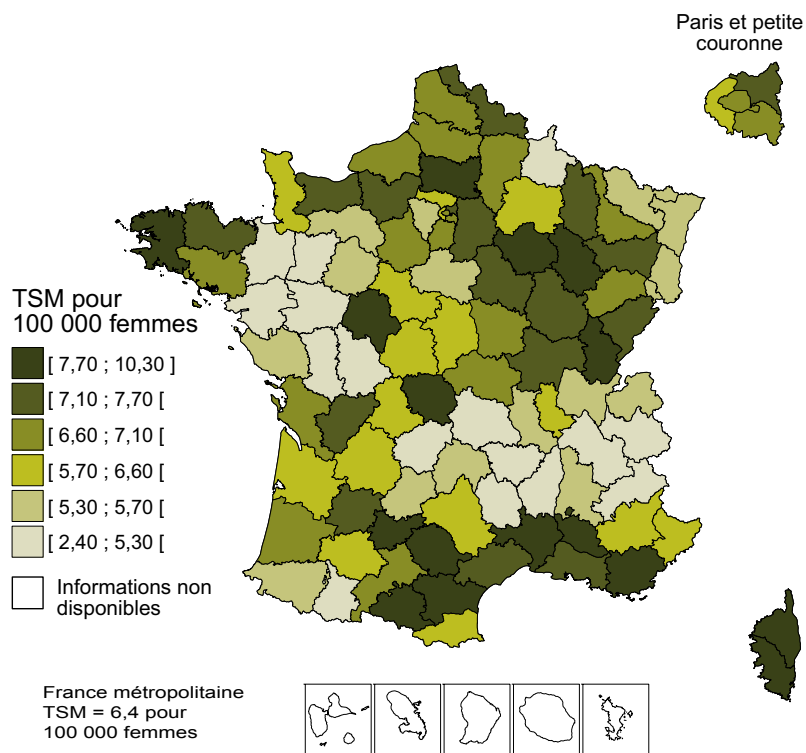 Paris et petite
couronne
TSM pour
100 000 femmes
[ 7,70 ; 10,30 ]
[ 7,10 ; 7,70 [
[ 6,60 ; 7,10 [
[ 5,70 ; 6,60 [
[ 5,30 ; 5,70 [
[ 2,40 ; 5,30 [
Informations non
disponibles
France métropolitaine
TSM = 6,4 pour
100 000 femmes